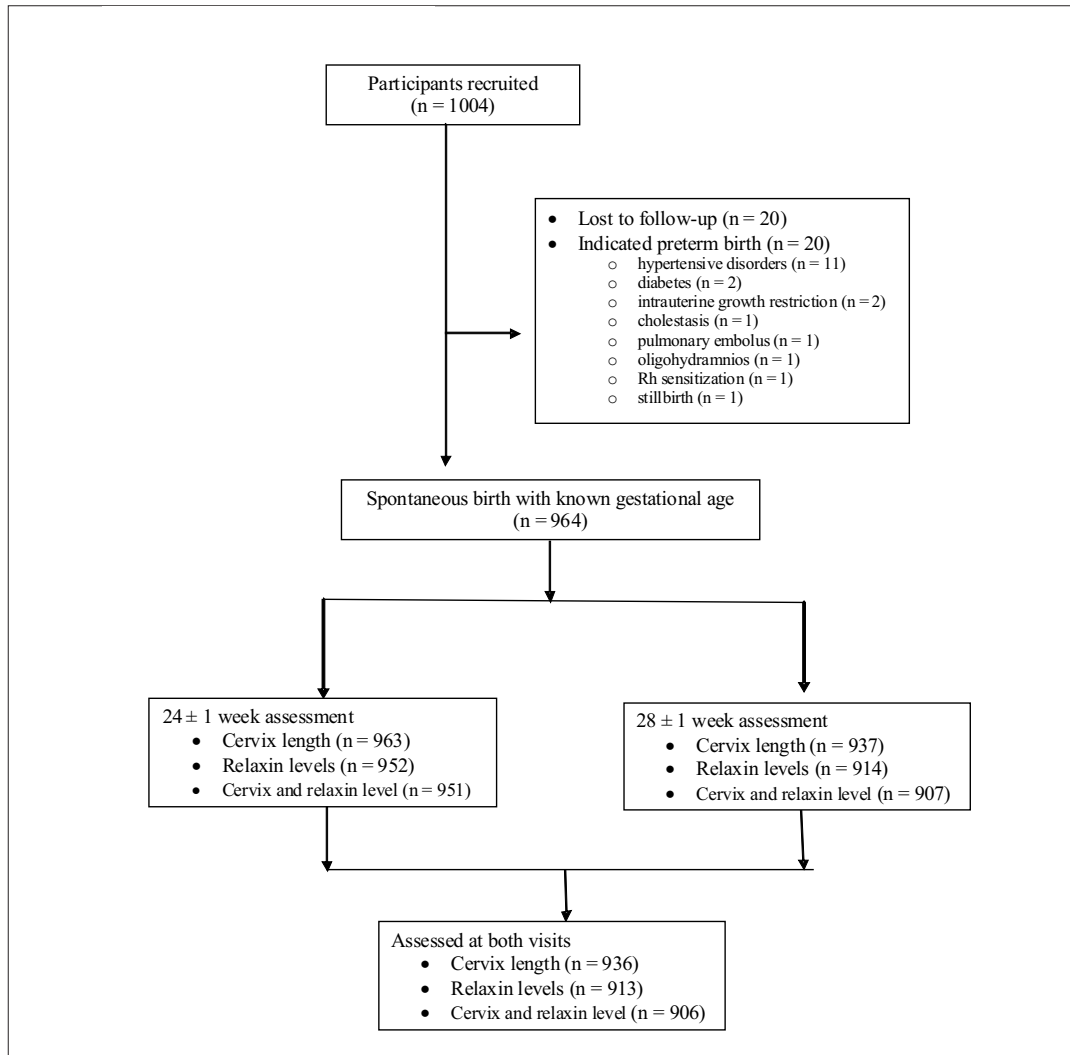 Participants recruited
(n = 1004)
• Lost to follow-up (n = 20)
• Indicated preterm birth (n = 20)
o hypertensive disorders (n = 11)
o diabetes (n = 2)
o intrauterine growth restriction (n = 2)
o cholestasis (n = 1)
o pulmonary embolus (n = 1)
o oligohydramnios (n = 1)
o Rh sensitization (n = 1)
o stillbirth (n = 1)
Spontaneous birth with known gestational age
(n = 964)
24 ± 1 week assessment
• Cervix length (n = 963)
• Relaxin levels (n = 952)
• Cervix and relaxin level (n = 951)
28 ± 1 week assessment
• Cervix length (n = 937)
• Relaxin levels (n = 914)
• Cervix and relaxin level (n = 907)
Assessed at both visits
• Cervix length (n = 936)
• Relaxin levels (n = 913)
• Cervix and relaxin level (n = 906)